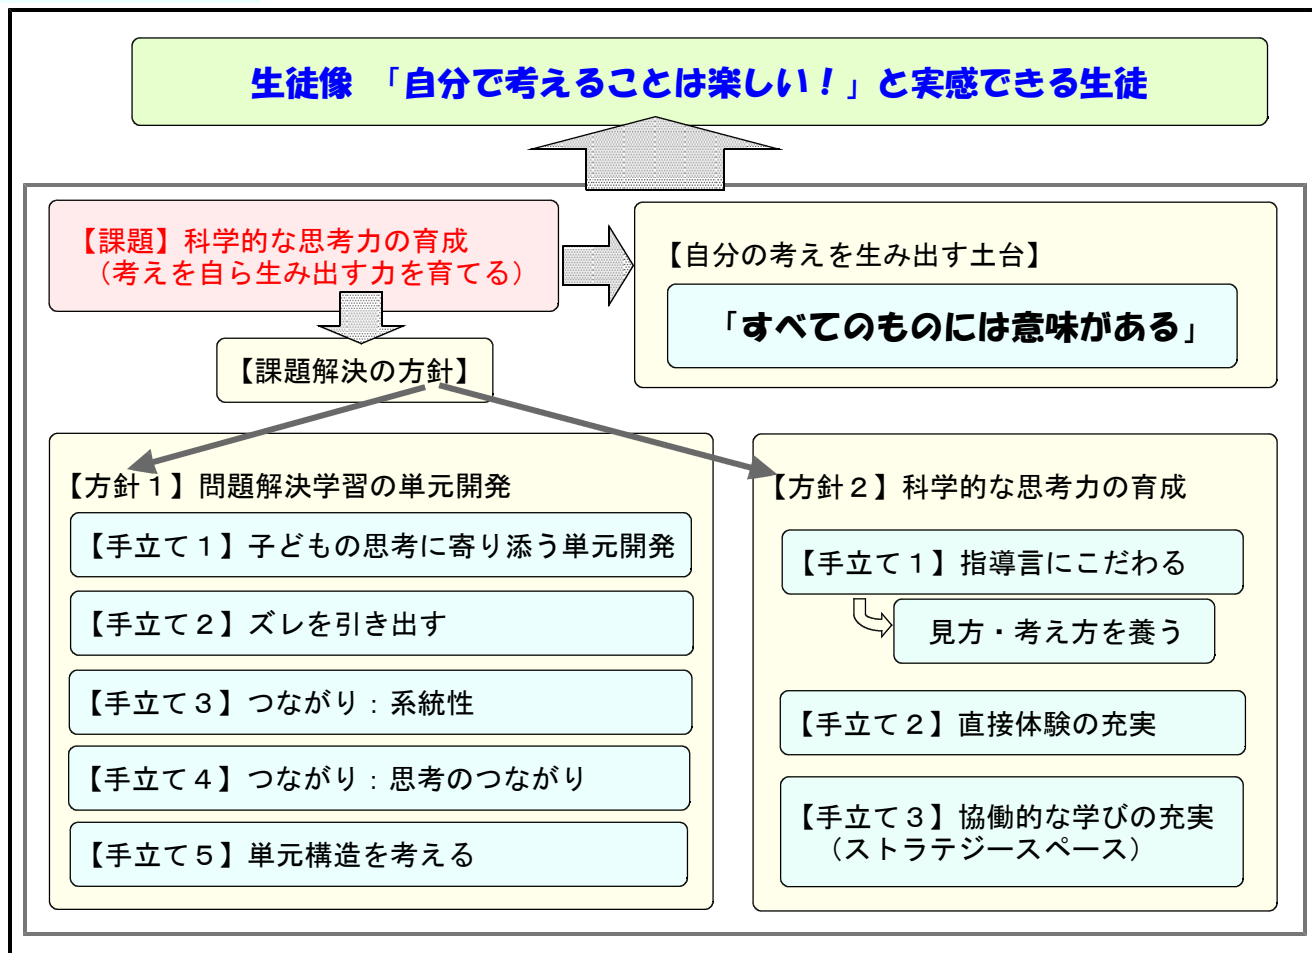 生徒像 「自分で考えることは楽しい！」と実感できる生徒
【課題】科学的な思考力の育成
（考えを自ら生み出す力を育てる）
【自分の考えを生み出す土台】
「すべてのものには意味がある」
【課題解決の方針】
【方針１】問題解決学習の単元開発
【手立て１】子どもの思考に寄り添う単元開発
【手立て２】ズレを引き出す
【手立て３】つながり：系統性
【手立て４】つながり：思考のつながり
【手立て５】単元構造を考える
【方針２】科学的な思考力の育成
【手立て１】指導言にこだわる
見方・考え方を養う
【手立て２】直接体験の充実
【手立て３】協働的な学びの充実
（ストラテジースペース）